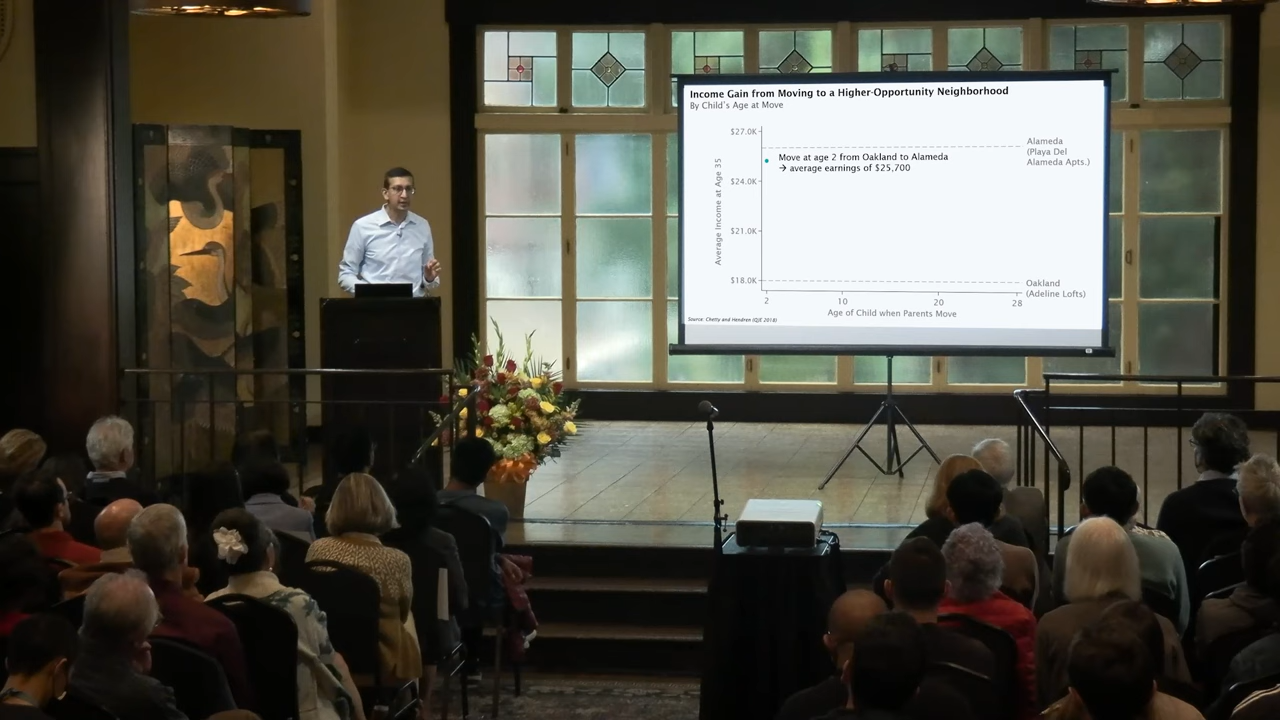 Income Gain from Moving to a Higher-Opportunity Neighborhood
By Child's Age at Move
$27.0K
$24.0K
$21.0K
$18.0K
Average Income at Age 35
Move at age 2 from Oakland to Alameda
→ average earnings of $25,700
Alameda
(Playa Del
Alameda Apts.)
Oakland
(Adeline Lofts)
2
10
20
28
Age of Child when Parents Move
Source: Chetty and Hendren (QJE 2018)